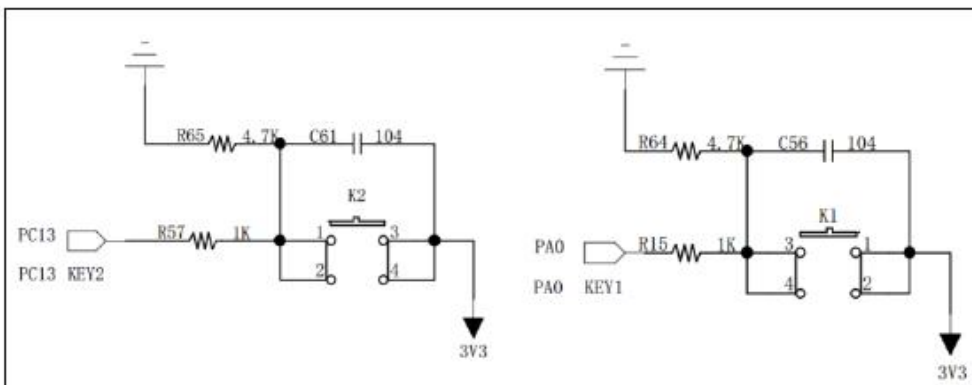 R65 4.7K C61 104
K2
PC13 R57 1K 1 3
PC13 KEY2 2 4
3V3
R64 4.7K C56 104
K1
PA0 R15 1K 3 1
PA0 KEY1 4 2
3V3